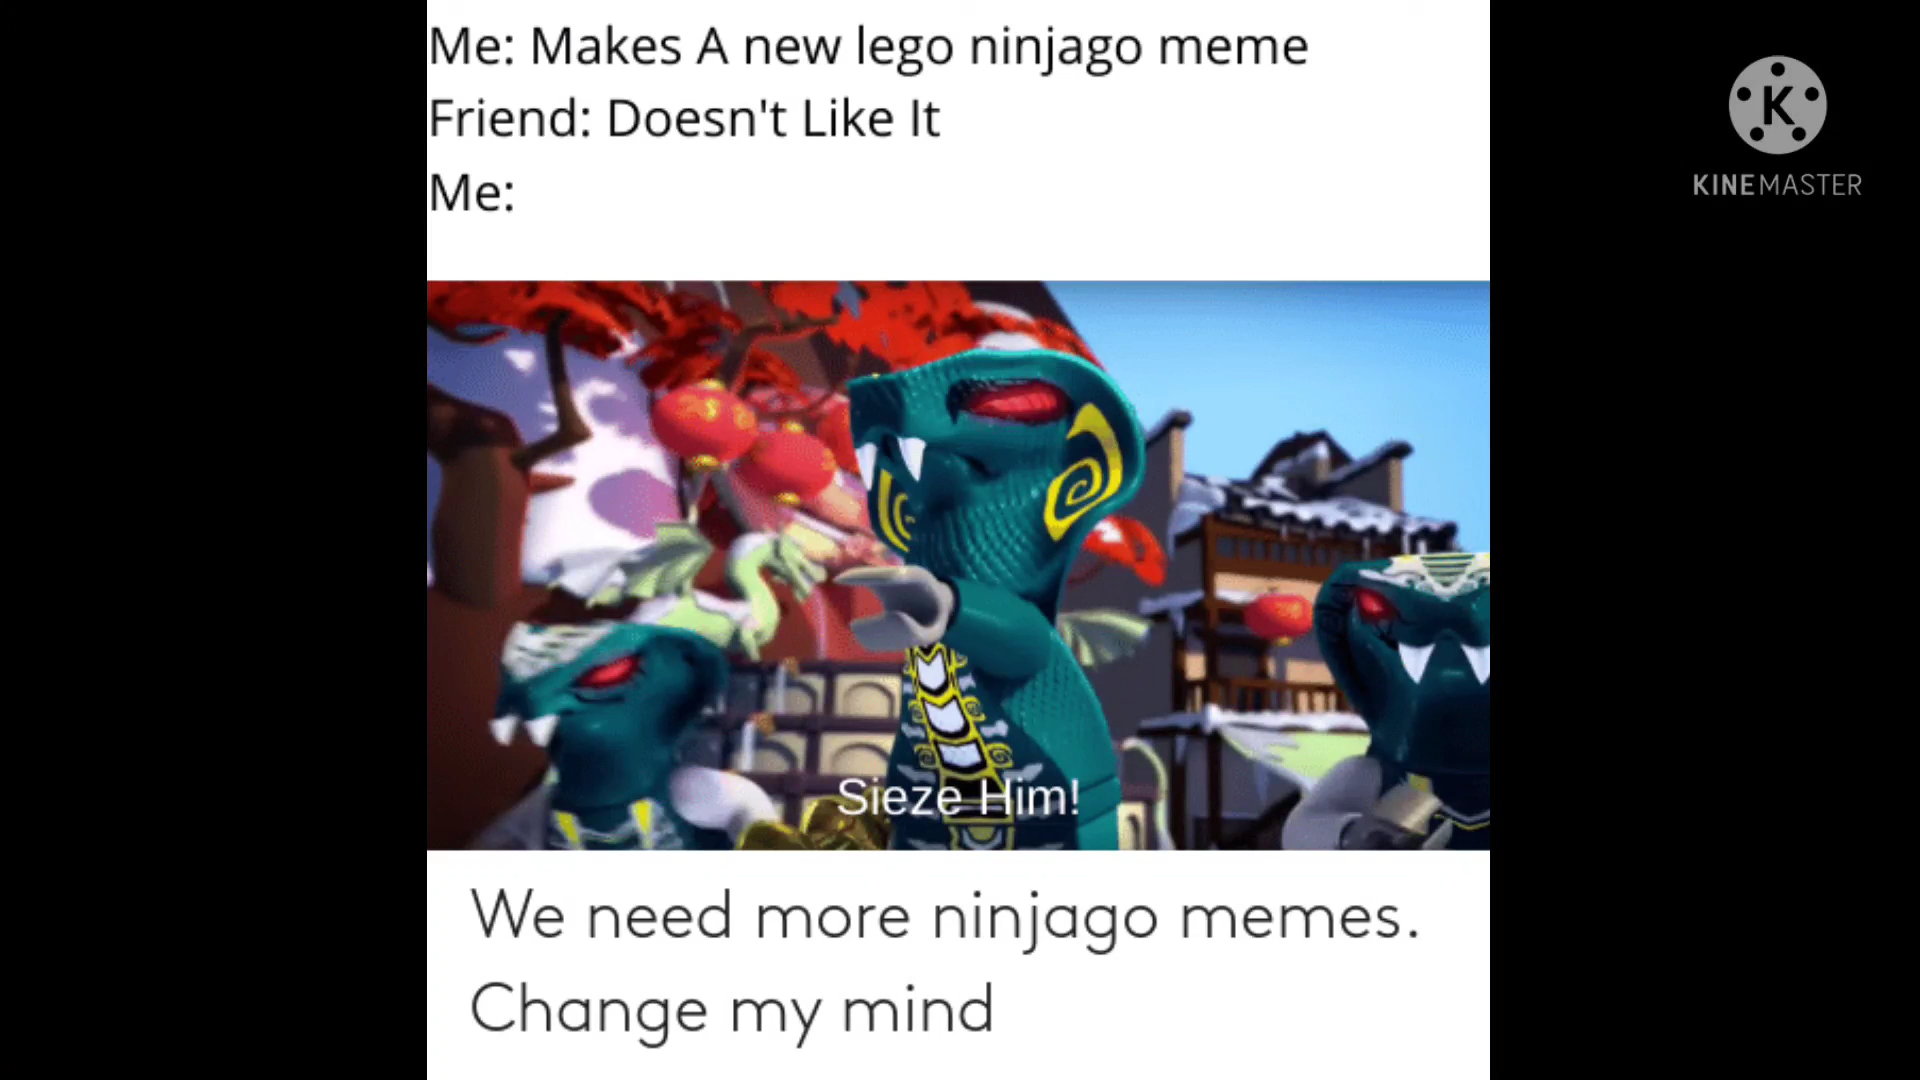 Me: Makes A new lego ninjago meme
Friend: Doesn't Like It
Me:
K
KINEMASTER
Sieze Him!
We need more ninjago memes.
Change my mind